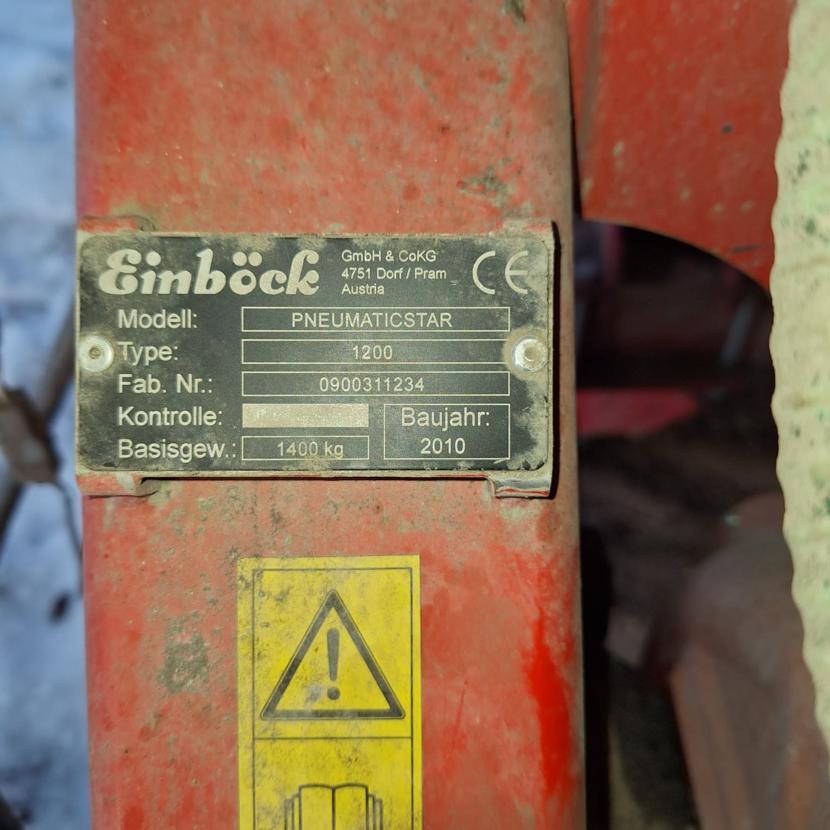 Einböck
GmbH & CoKG
4751 Dorf / Pram
Austria
CE
Modell: PNEUMATICSTAR
Type: 1200
Fab. Nr.: 0900311234
Kontrolle:
Basisgew.: 1400 kg
Baujahr:
2010